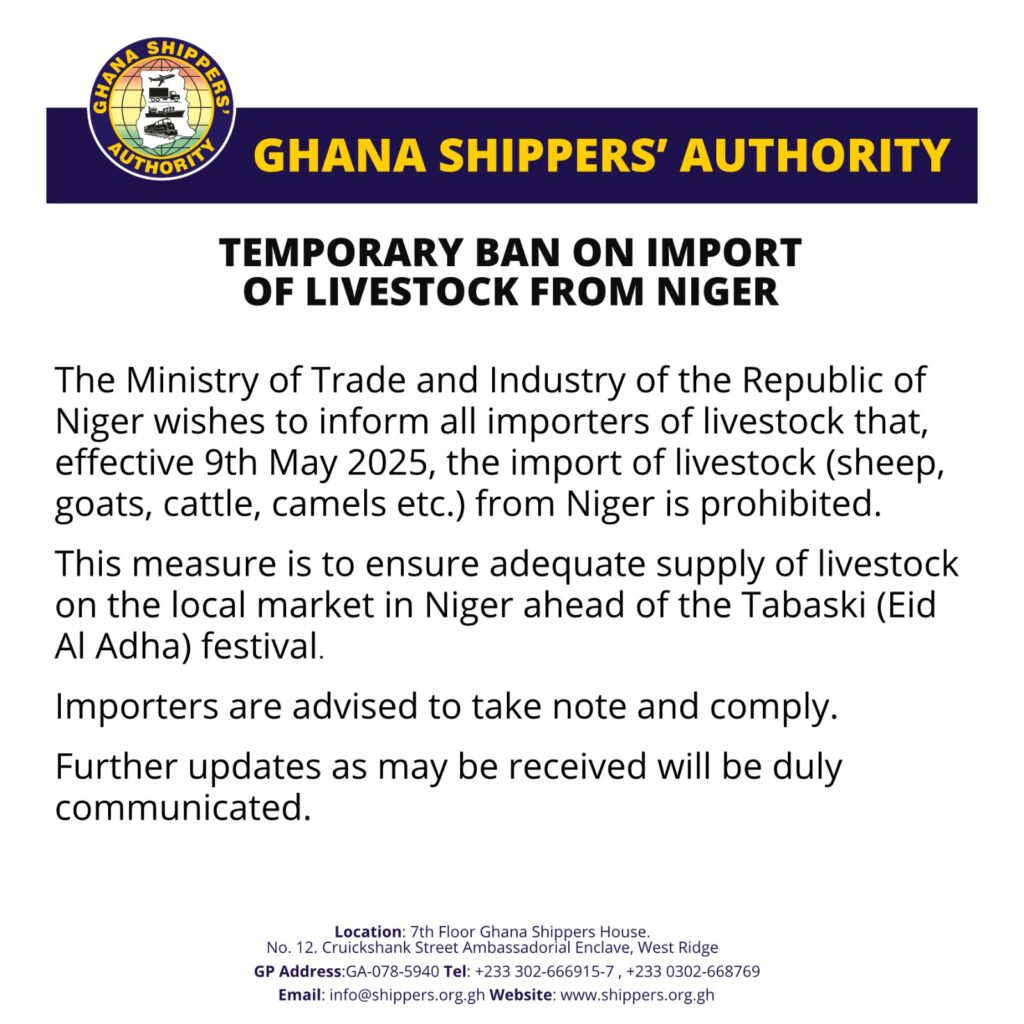 GHANA SHIPPERS'
AUTHORITY
GHANA SHIPPERS’ AUTHORITY
TEMPORARY BAN ON IMPORT
OF LIVESTOCK FROM NIGER
The Ministry of Trade and Industry of the Republic of
Niger wishes to inform all importers of livestock that,
effective 9th May 2025, the import of livestock (sheep,
goats, cattle, camels etc.) from Niger is prohibited.
This measure is to ensure adequate supply of livestock
on the local market in Niger ahead of the Tabaski (Eid
Al Adha) festival.
Importers are advised to take note and comply.
Further updates as may be received will be duly
communicated.
Location: 7th Floor Ghana Shippers House.
No. 12. Cruickshank Street Ambassadorial Enclave, West Ridge
GP Address:GA-078-5940 Tel: +233 302-666915-7 , +233 0302-668769
Email: info@shippers.org.gh Website: www.shippers.org.gh